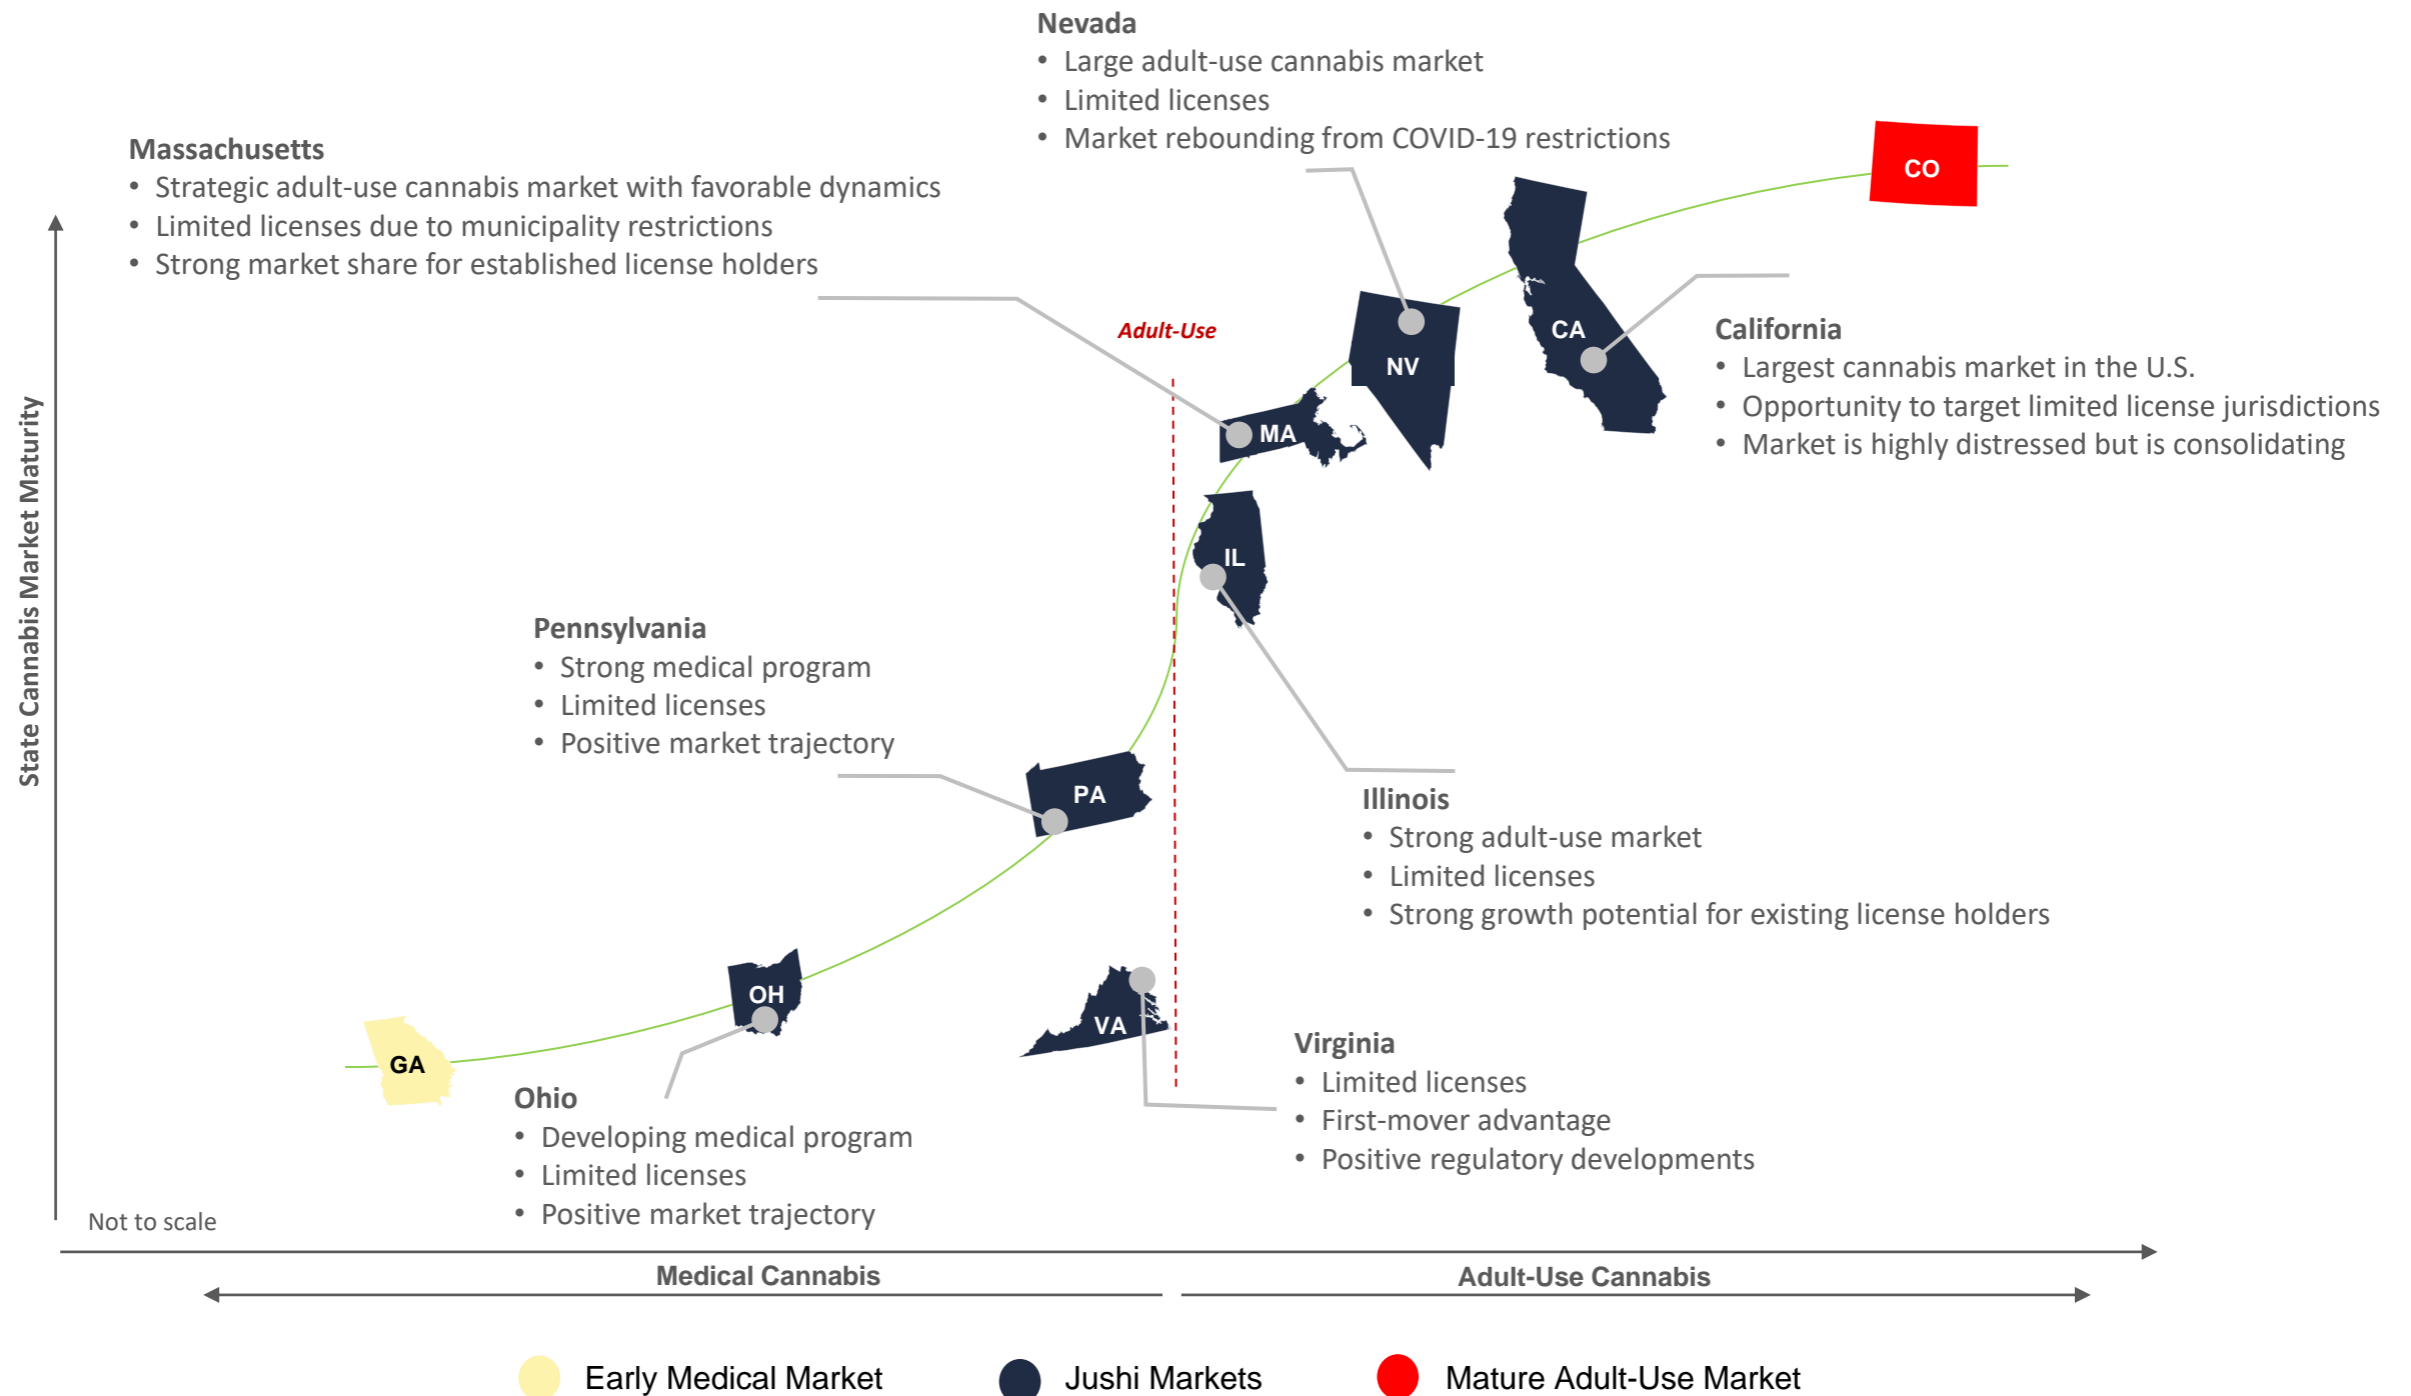 Nevada
• Large adult-use cannabis market
• Limited licenses
• Market rebounding from COVID-19 restrictions
Massachusetts
• Strategic adult-use cannabis market with favorable dynamics
• Limited licenses due to municipality restrictions
• Strong market share for established license holders
CO
Adult-Use
CA
NV
MA
California
• Largest cannabis market in the U.S.
• Opportunity to target limited license jurisdictions
• Market is highly distressed but is consolidating
State Cannabis Market Maturity
IL
Pennsylvania
• Strong medical program
• Limited licenses
• Positive market trajectory
PA
Illinois
• Strong adult-use market
• Limited licenses
• Strong growth potential for existing license holders
OH
VA
GA
Virginia
• Limited licenses
• First-mover advantage
• Positive regulatory developments
Ohio
• Developing medical program
• Limited licenses
• Positive market trajectory
Not to scale
Medical Cannabis
Adult-Use Cannabis
Early Medical Market
Jushi Markets
Mature Adult-Use Market